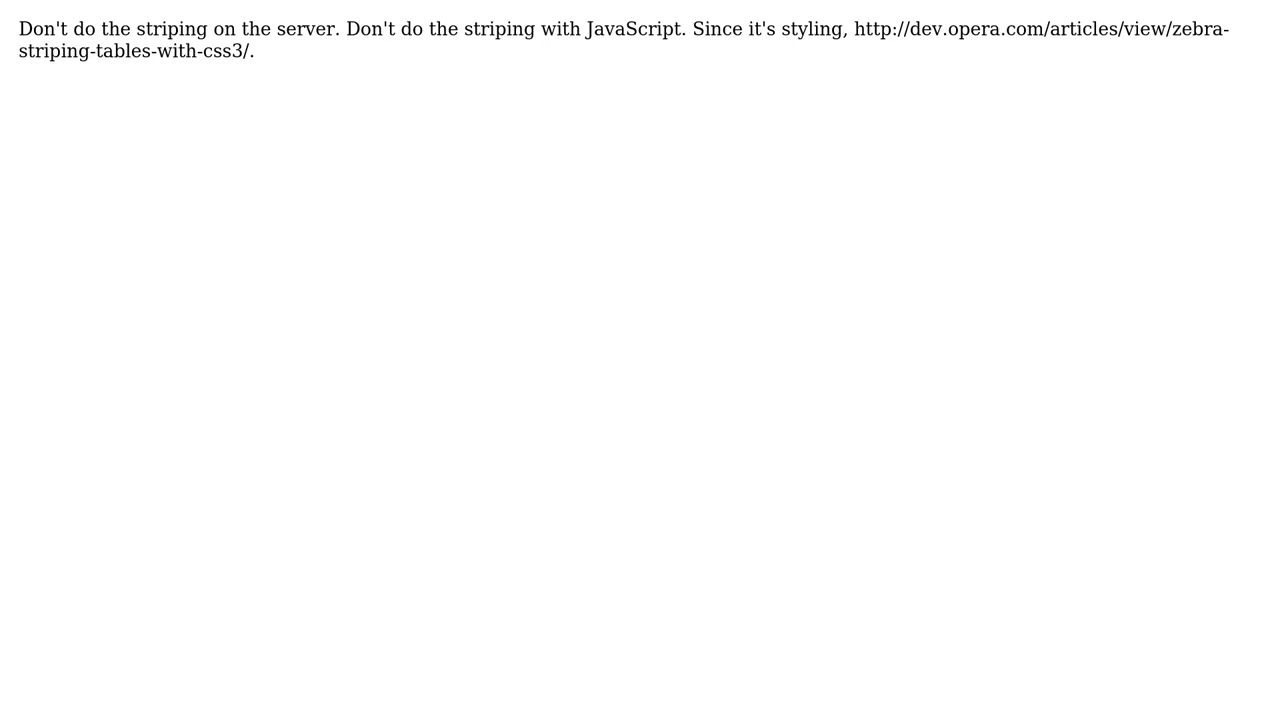 Don't do the striping on the server. Don't do the striping with JavaScript. Since it's styling, http://dev.opera.com/articles/view/zebra-
striping-tables-with-css3/.